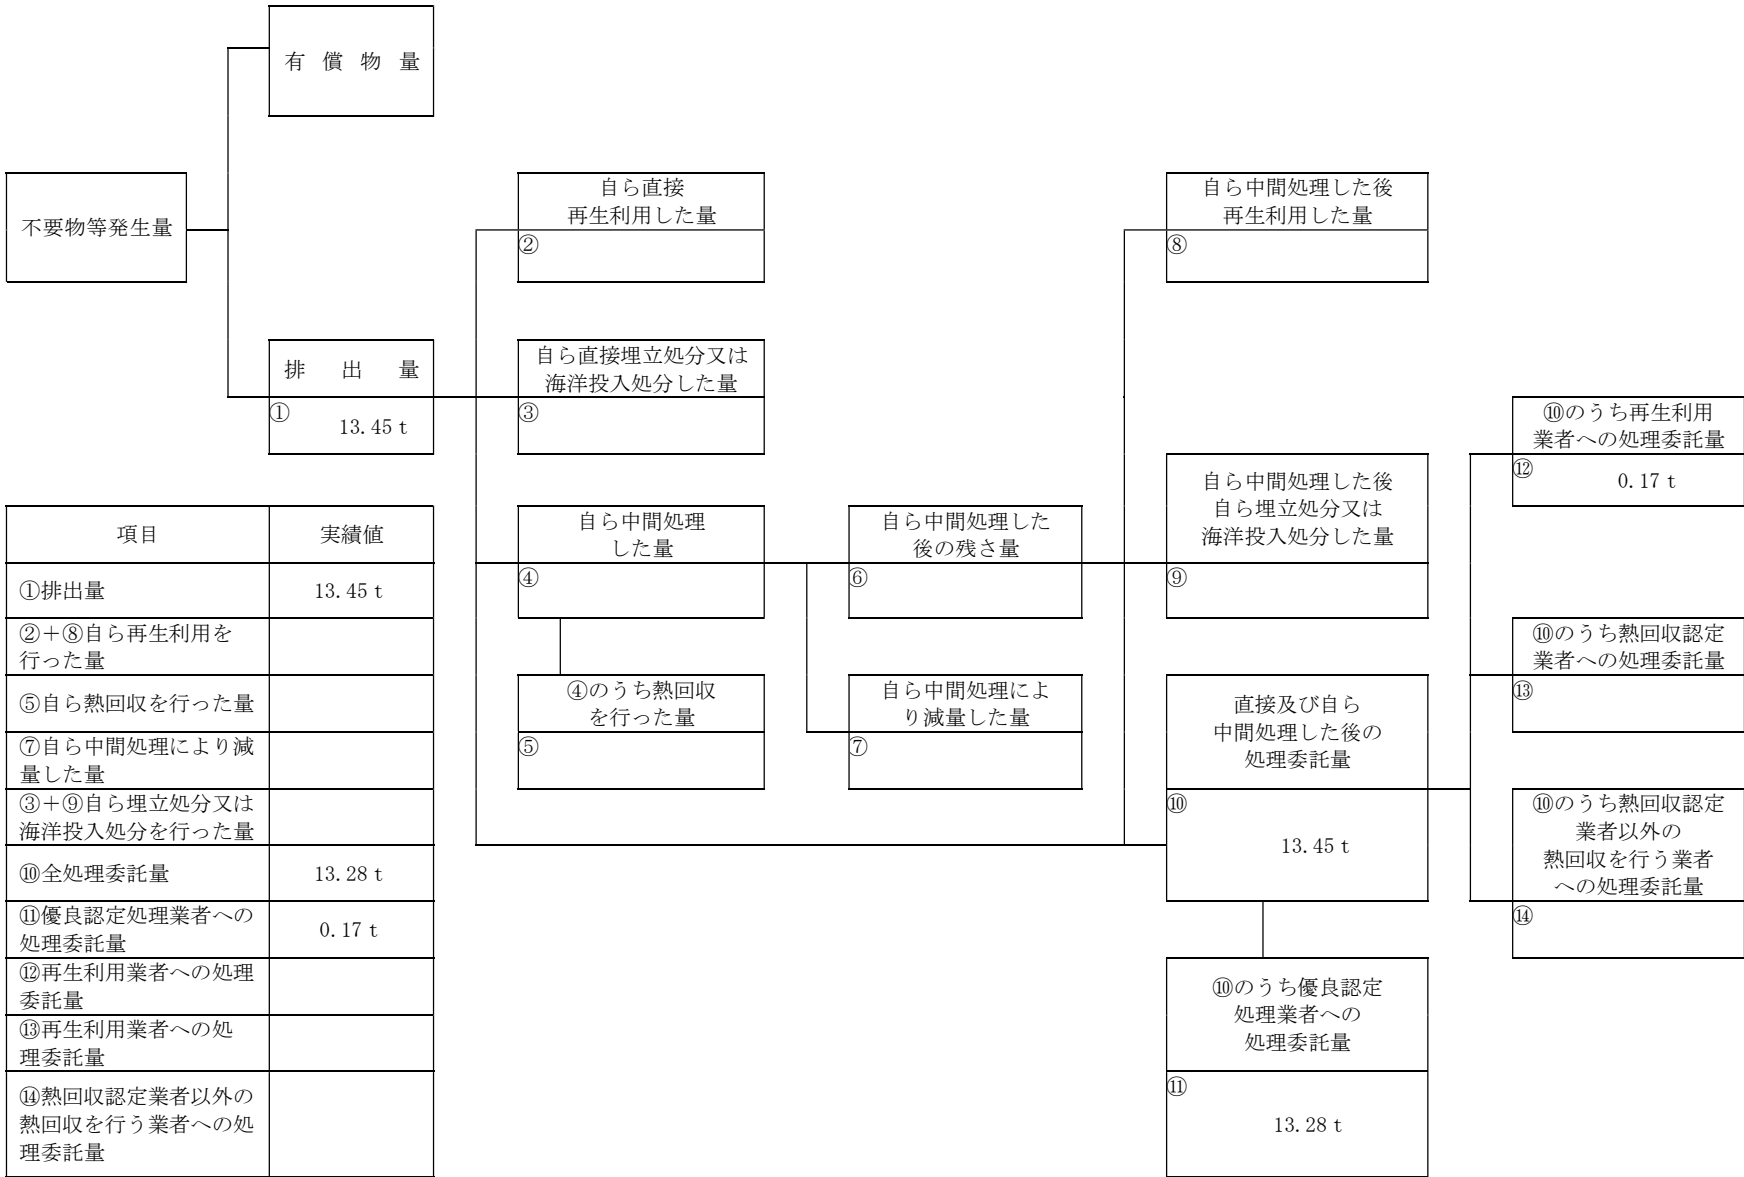 有償物量
不要物等発生量
自ら直接
再生利用した量
②
自ら中間処理した後
再生利用した量
⑧
排出量
①
13.45 t
自ら直接埋立処分又は
海洋投入処分した量
③
⑩のうち再生利用
業者への処理委託量
⑫
0.17 t
自ら中間処理した後
自ら埋立処分又は
海洋投入処分した量
⑨
自ら中間処理
した量
④
自ら中間処理した
後の残さ量
⑥
⑩のうち熱回収認定
業者への処理委託量
⑬
④のうち熱回収
を行った量
⑤
自ら中間処理によ
り減量した量
⑦
直接及び自ら
中間処理した後の
処理委託量
⑩
13.45 t
⑩のうち熱回収認定
業者以外の
熱回収を行う業者
への処理委託量
⑭
⑩のうち優良認定
処理業者への
処理委託量
⑪
13.28 t
項目 実績値
①排出量 13.45 t
②+⑧自ら再生利用を
行った量
⑤自ら熱回収を行った量
⑦自ら中間処理により減
量した量
③+⑨自ら埋立処分又は
海洋投入処分を行った量
⑩全処理委託量 13.28 t
⑪優良認定処理業者への
処理委託量 0.17 t
⑫再生利用業者への処理
委託量
⑬再生利用業者への処
理委託量
⑭熱回収認定業者以外の
熱回収を行う業者への処
理委託量